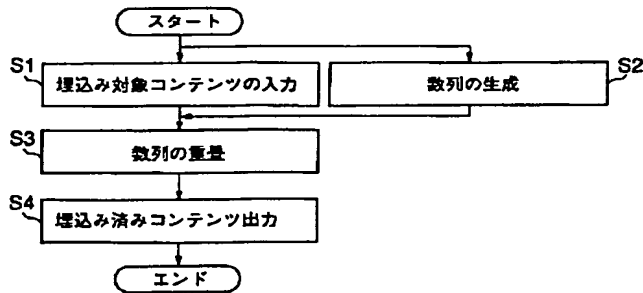 スタート
S1
埋込み対象コンテンツの入力
S2
数列の生成
S3
数列の重畳
S4
埋込み済みコンテンツ出力
エンド